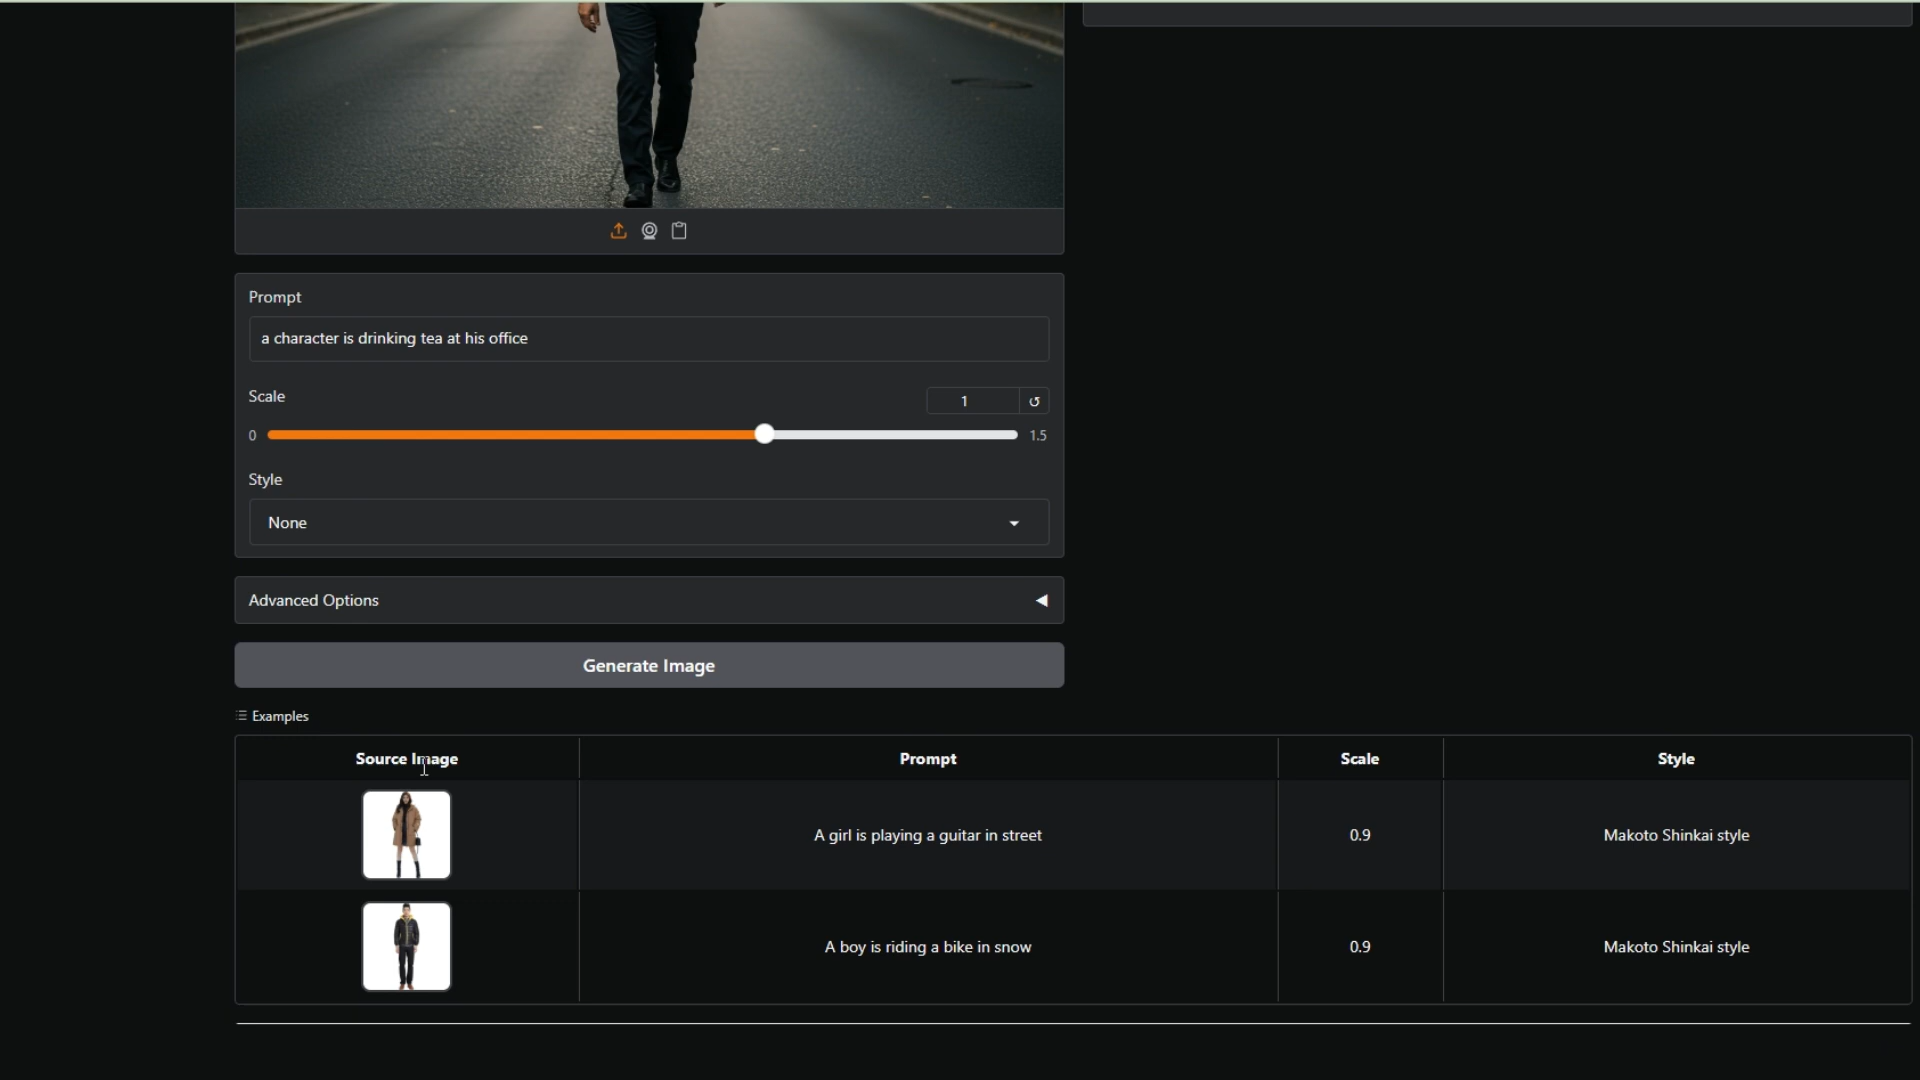 Prompt
a character is drinking tea at his office
Scale
1
0
1.5
Style
None
Advanced Options
Generate Image
Examples
Source Image Prompt Scale Style
A girl is playing a guitar in street 0.9 Makoto Shinkai style
A boy is riding a bike in snow 0.9 Makoto Shinkai style